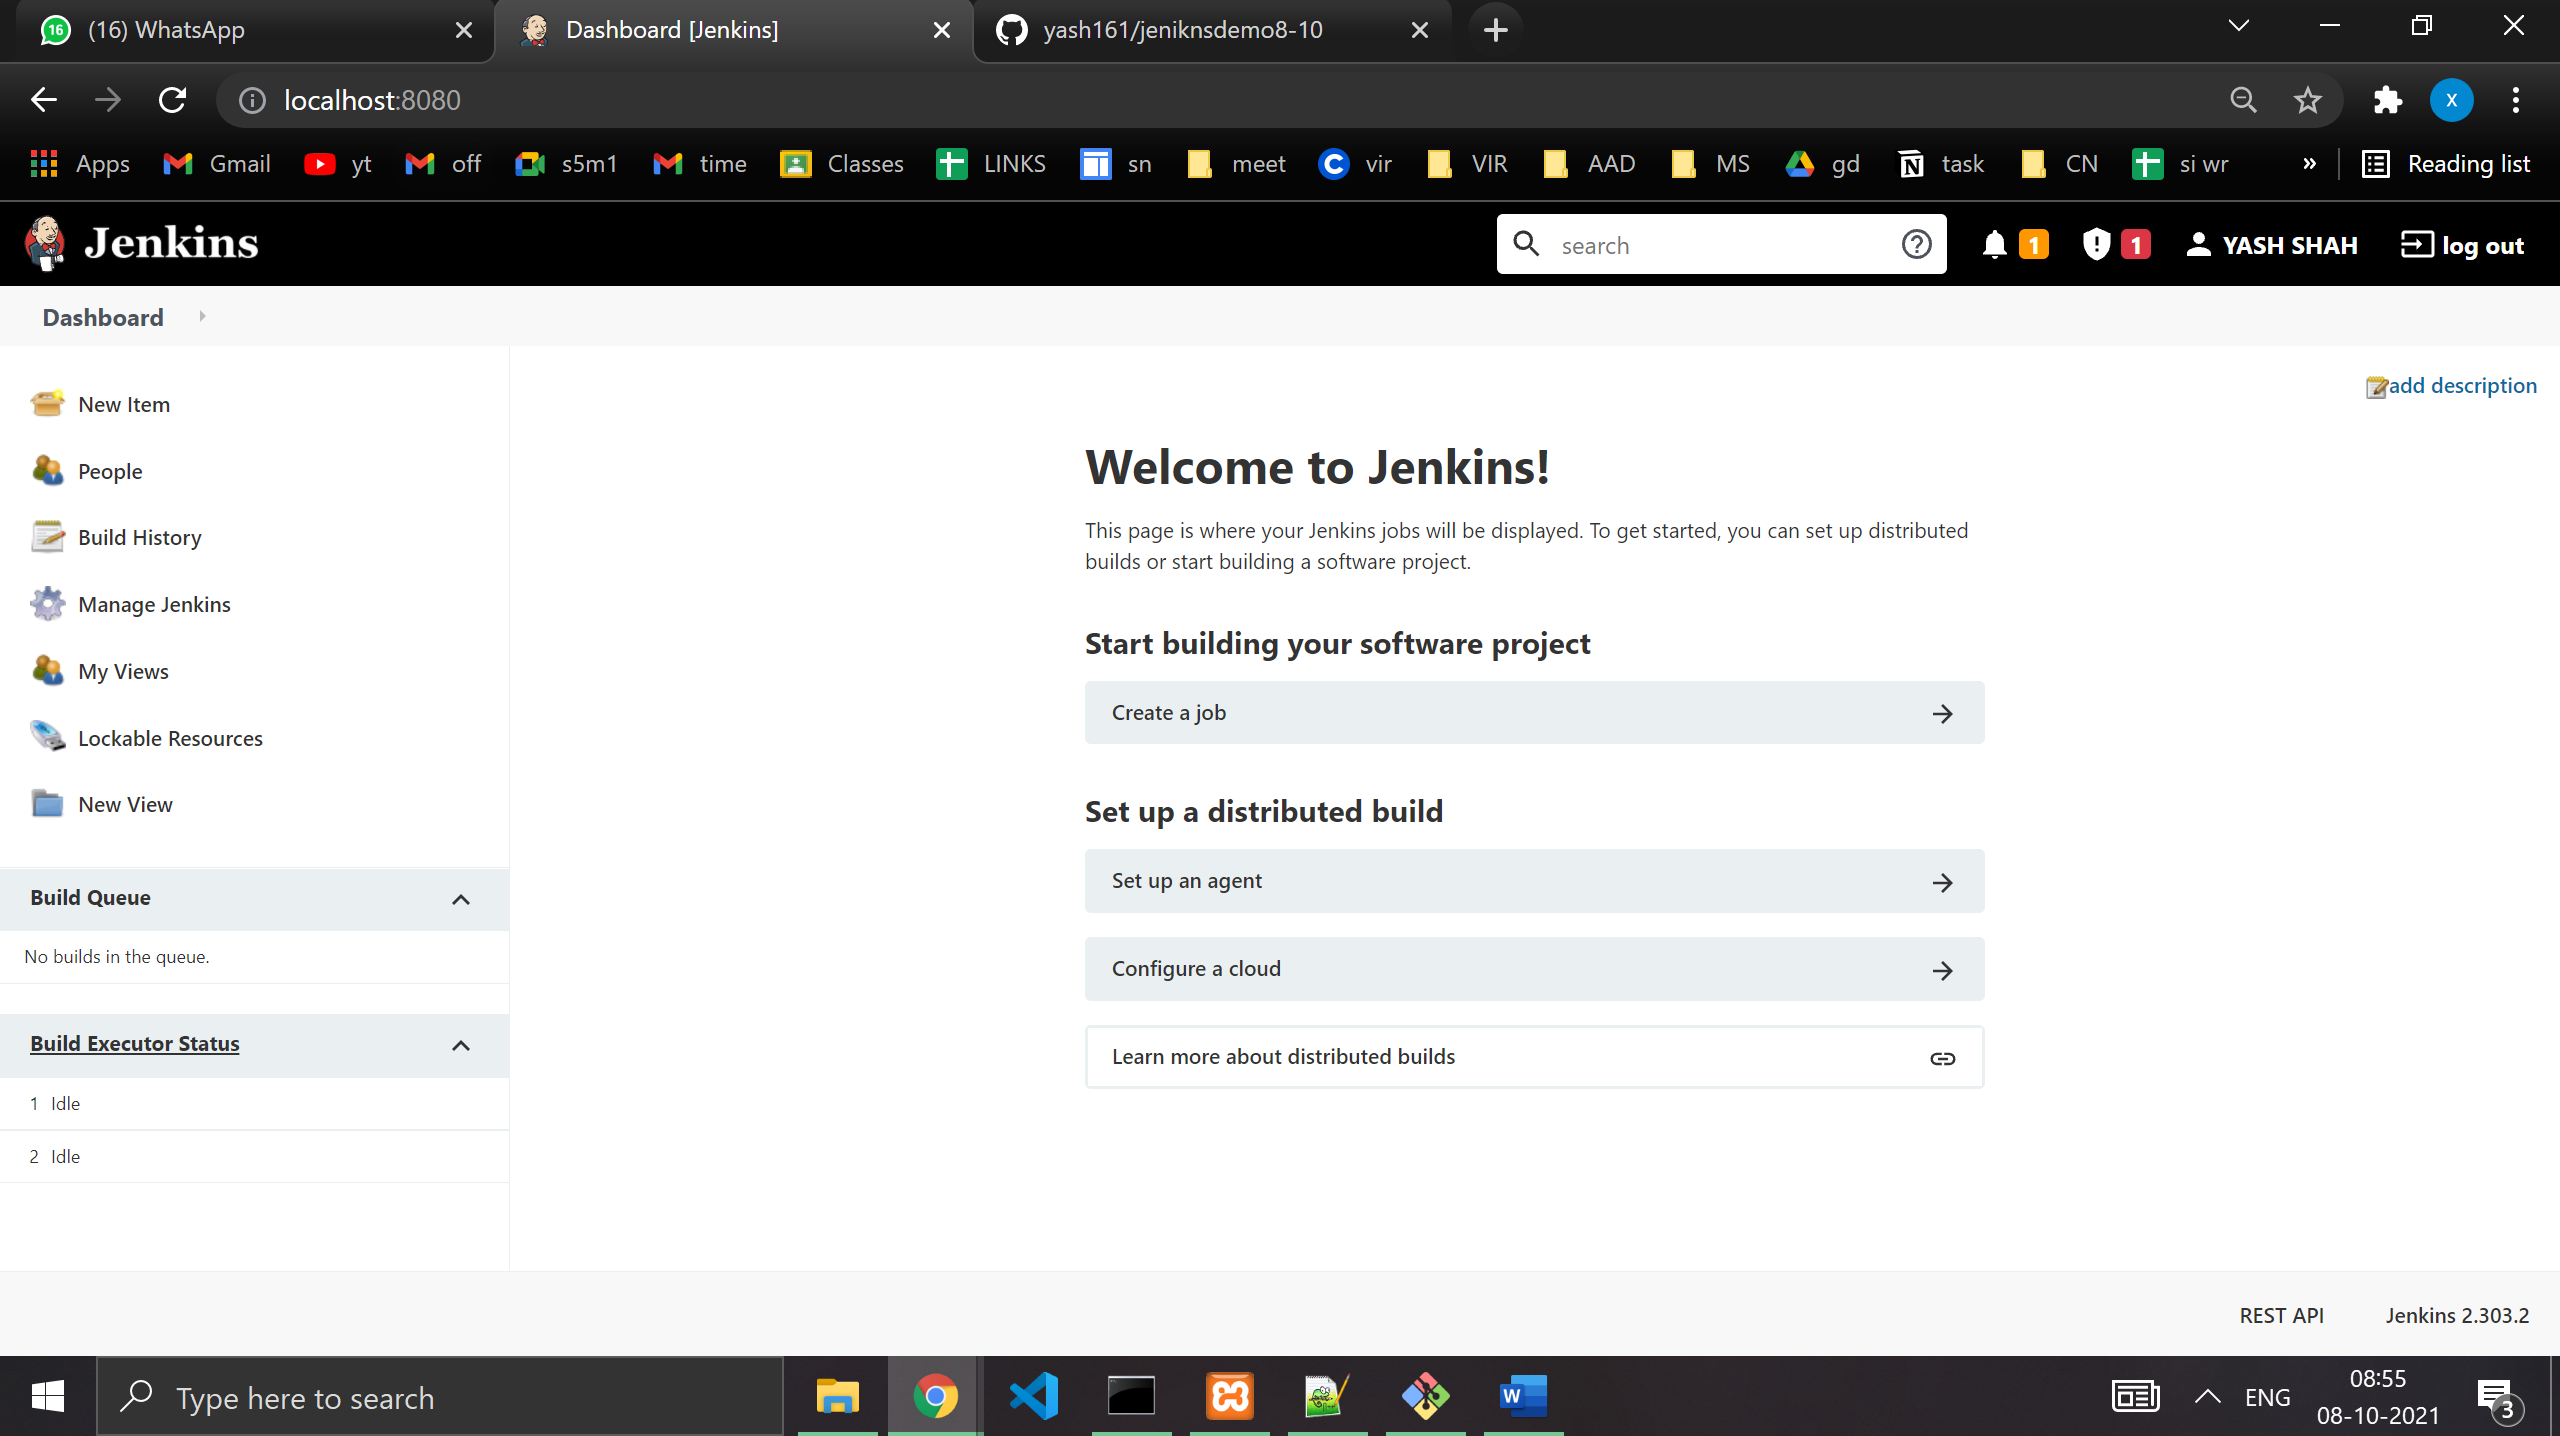 16
(16) WhatsApp
Dashboard [Jenkins]
yash161/jeniknsdemo8-10
localhost:8080
X
Apps
Gmail
yt
off
s5m1
time
Classes
LINKS
sn
meet
vir
VIR
AAD
MS
gd
task
CN
si wr
»
Reading list
Jenkins
search
1
1
YASH SHAH
log out
Dashboard
New Item
People
Build History
Manage Jenkins
My Views
Lockable Resources
New View
Build Queue
No builds in the queue.
Build Executor Status
1 Idle
2 Idle
add description
Welcome to Jenkins!
This page is where your Jenkins jobs will be displayed. To get started, you can set up distributed
builds or start building a software project.
Start building your software project
Create a job
Set up a distributed build
Set up an agent
Configure a cloud
Learn more about distributed builds
REST API
Jenkins 2.303.2
Type here to search
ENG
08:55
08-10-2021
3